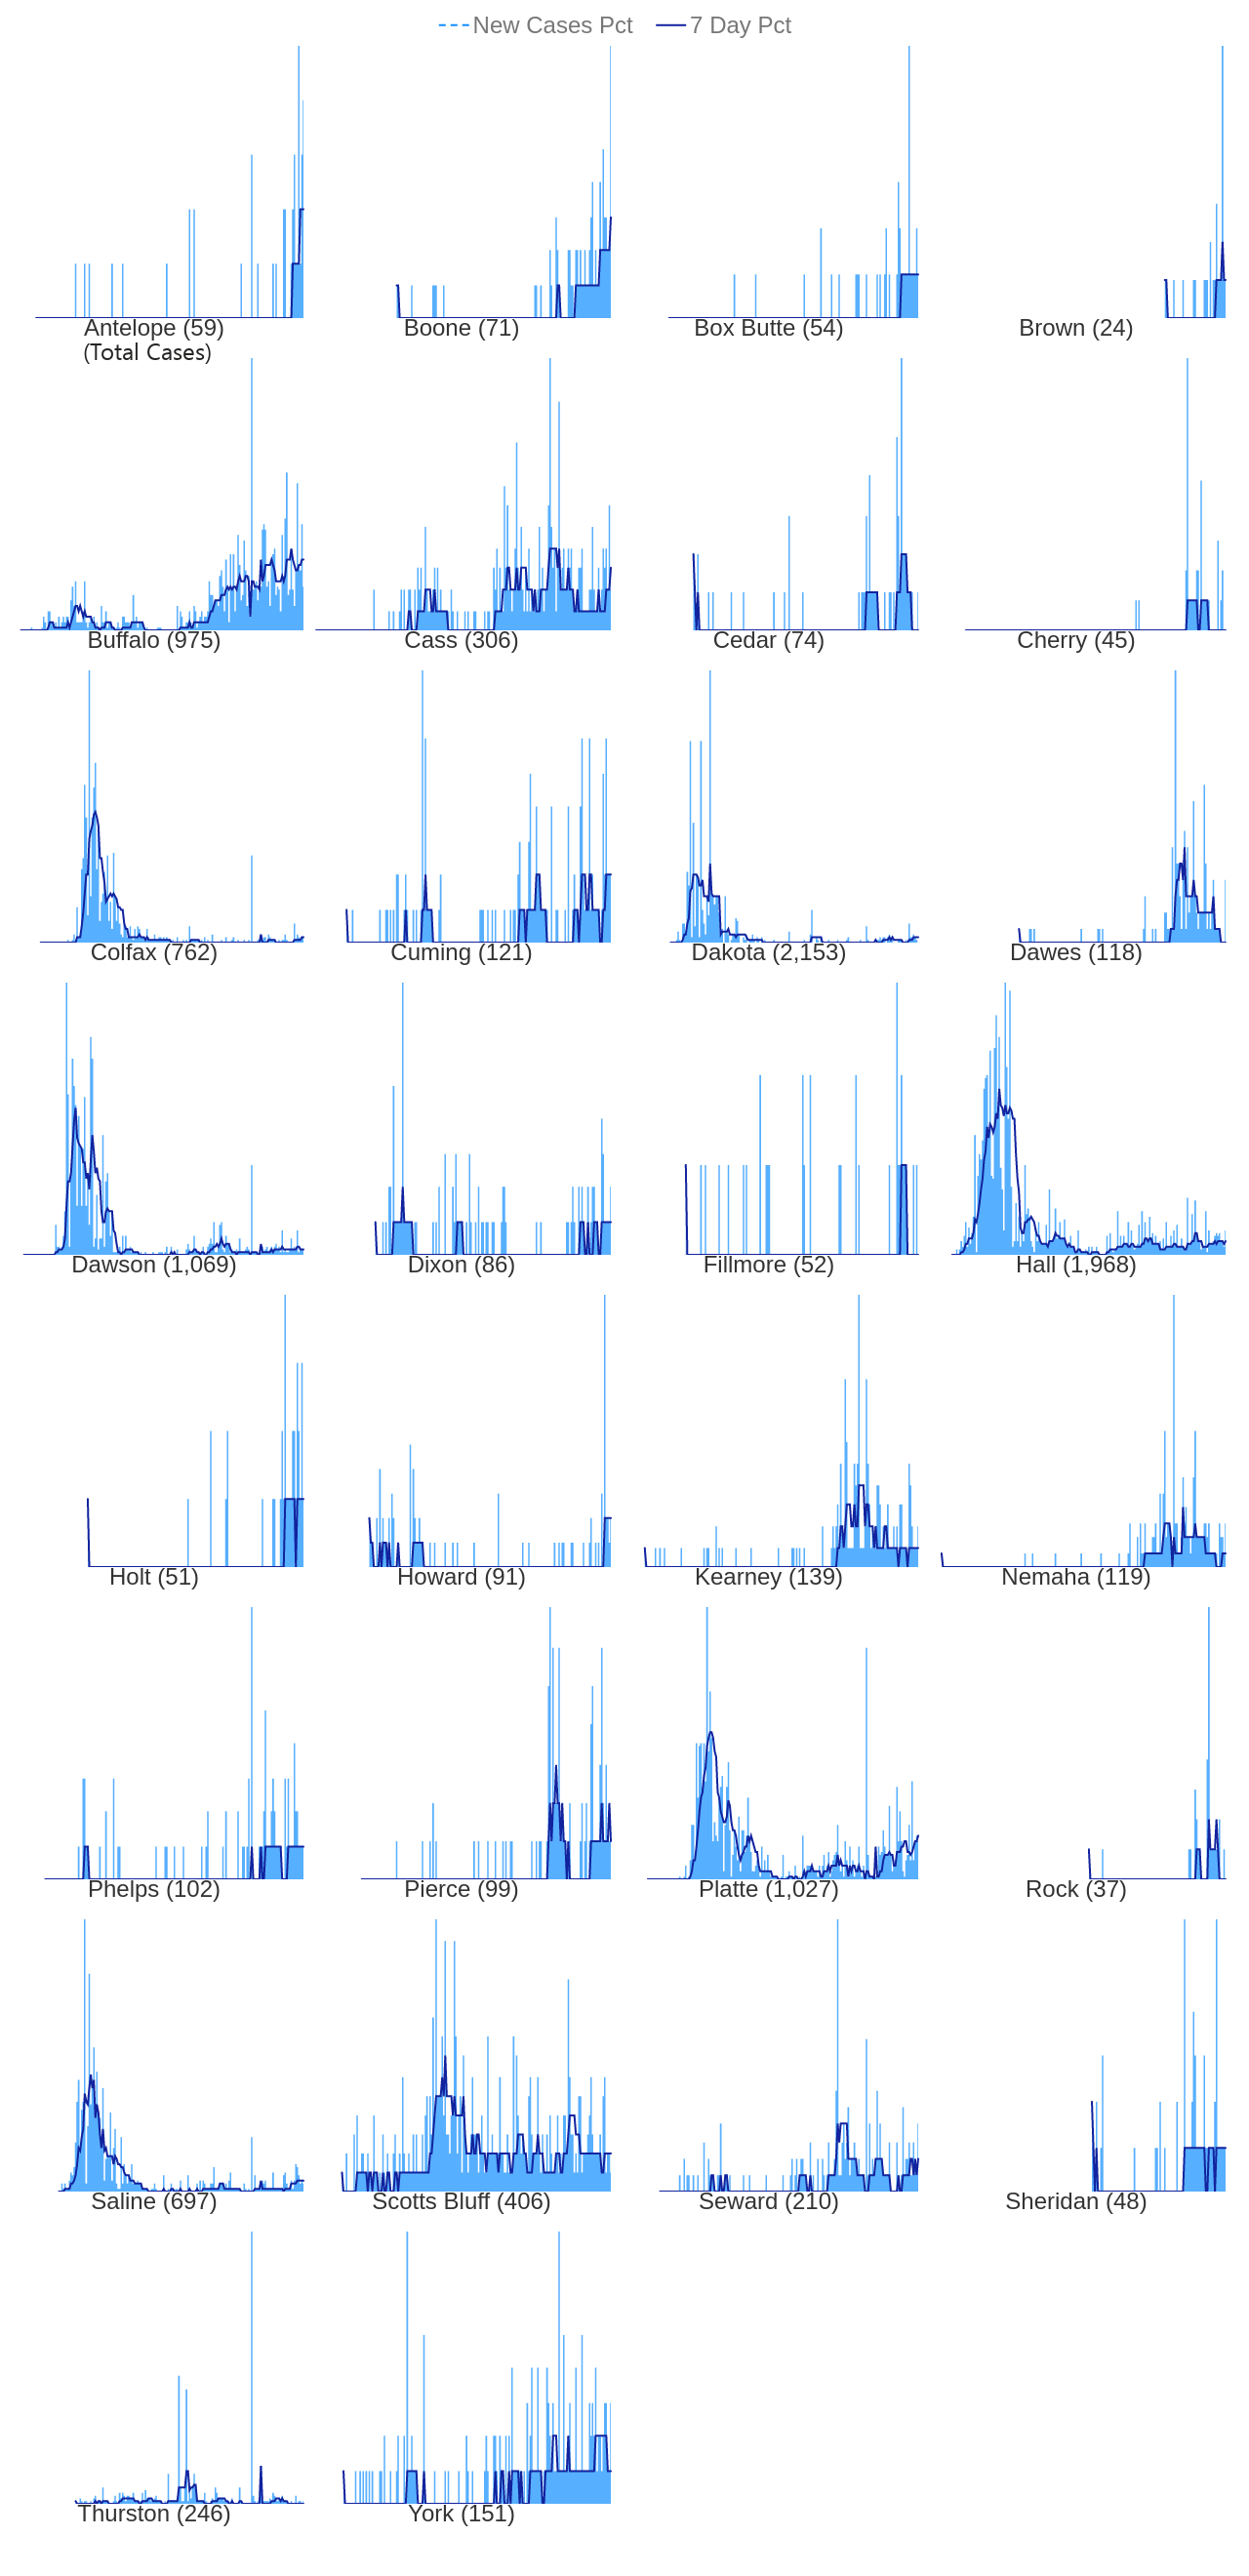 New Cases Pct 7 Day Pct
Antelope (59) Boone (71) Box Butte (54) Brown (24)
(Total Cases)
Buffalo (975) Cass (306) Cedar (74) Cherry (45)
Colfax (762) Cuming (121) Dakota (2,153) Dawes (118)
Dawson (1,069) Dixon (86) Fillmore (52) Hall (1,968)
Holt (51) Howard (91) Kearney (139) Nemaha (119)
Phelps (102) Pierce (99) Platte (1,027) Rock (37)
Saline (697) Scotts Bluff (406) Seward (210) Sheridan (48)
Thurston (246) York (151)